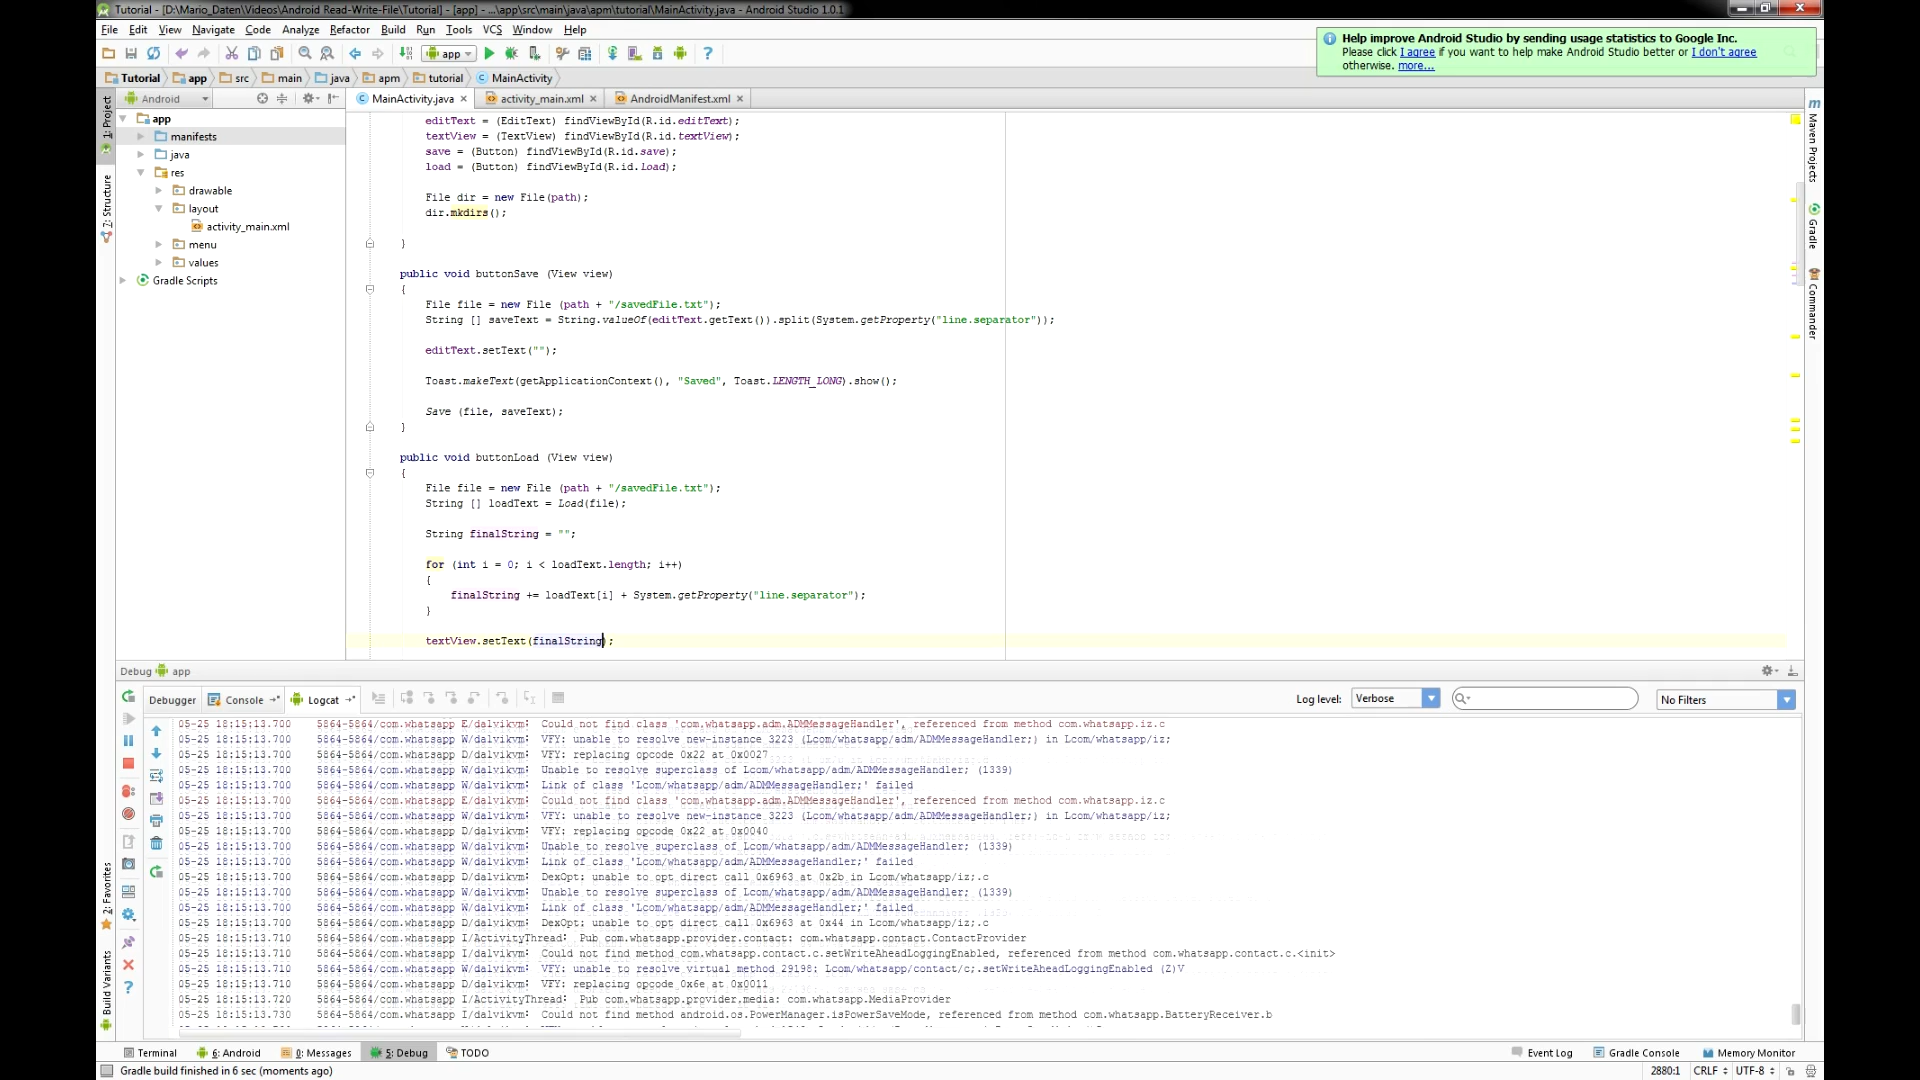 Tutorial - [D:\Mario_Daten\Videos\Android Read-Write-File\Tutorial] - [app] - ...\app\src\main\java\apm\tutorial\MainActivity.java - Android Studio 1.0.1
File Edit View Navigate Code Analyze Refactor Build Run Tools VCS Window Help
Help improve Android Studio by sending usage statistics to Google Inc.
Please click I agree if you want to help make Android Studio better or I don't agree
otherwise. more...
app
Tutorial app src main java apm tutorial MainActivity
Android
MainActivity.java activity_main.xml AndroidManifest.xml
1: Project
7: Structure
2: Favorites
Build Variants
Maven Projects
Gradle
Commander
app
manifests
java
res
drawable
layout
activity_main.xml
menu
values
Gradle Scripts
editText = (EditText) findViewById(R.id.editText);
textView = (TextView) findViewById(R.id.textView);
save = (Button) findViewById(R.id.save);
load = (Button) findViewById(R.id.load);
File dir = new File(path);
dir.mkdirs();
}
public void buttonSave (View view)
{
File file = new File (path + "/savedFile.txt");
String [] saveText = String.valueOf(editText.getText()).split(System.getProperty("line.separator"));
editText.setText("");
Toast.makeText(getApplicationContext(), "Saved", Toast.LENGTH_LONG).show();
Save (file, saveText);
}
public void buttonLoad (View view)
{
File file = new File (path + "/savedFile.txt");
String [] loadText = Load(file);
String finalString = "";
for (int i = 0; i < loadText.length; i++)
{
finalString += loadText[i] + System.getProperty("line.separator");
}
textView.setText(finalString);
Debug app
Debugger Console Logcat Log level: Verbose No Filters
05-25 18:15:13.700 5864-5864/com.whatsapp E/dalvikvm: Could not find class 'com.whatsapp.adm.ADMMessageHandler', referenced from method com.whatsapp.iz.c
05-25 18:15:13.700 5864-5864/com.whatsapp W/dalvikvm: VFY: unable to resolve new-instance 3223 (Lcom/whatsapp/adm/ADMMessageHandler;) in Lcom/whatsapp/iz;
05-25 18:15:13.700 5864-5864/com.whatsapp D/dalvikvm: VFY: replacing opcode 0x22 at 0x0027
05-25 18:15:13.700 5864-5864/com.whatsapp W/dalvikvm: Unable to resolve superclass of Lcom/whatsapp/adm/ADMMessageHandler; (1339)
05-25 18:15:13.700 5864-5864/com.whatsapp W/dalvikvm: Link of class 'Lcom/whatsapp/adm/ADMMessageHandler;' failed
05-25 18:15:13.700 5864-5864/com.whatsapp E/dalvikvm: Could not find class 'com.whatsapp.adm.ADMMessageHandler', referenced from method com.whatsapp.iz.c
05-25 18:15:13.700 5864-5864/com.whatsapp W/dalvikvm: VFY: unable to resolve new-instance 3223 (Lcom/whatsapp/adm/ADMMessageHandler;) in Lcom/whatsapp/iz;
05-25 18:15:13.700 5864-5864/com.whatsapp D/dalvikvm: VFY: replacing opcode 0x22 at 0x0040
05-25 18:15:13.700 5864-5864/com.whatsapp W/dalvikvm: Unable to resolve superclass of Lcom/whatsapp/adm/ADMMessageHandler; (1339)
05-25 18:15:13.700 5864-5864/com.whatsapp W/dalvikvm: Link of class 'Lcom/whatsapp/adm/ADMMessageHandler;' failed
05-25 18:15:13.700 5864-5864/com.whatsapp D/dalvikvm: DexOpt: unable to opt direct call 0x6963 at 0x2b in Lcom/whatsapp/iz;.c
05-25 18:15:13.700 5864-5864/com.whatsapp W/dalvikvm: Unable to resolve superclass of Lcom/whatsapp/adm/ADMMessageHandler; (1339)
05-25 18:15:13.700 5864-5864/com.whatsapp W/dalvikvm: Link of class 'Lcom/whatsapp/adm/ADMMessageHandler;' failed
05-25 18:15:13.700 5864-5864/com.whatsapp D/dalvikvm: DexOpt: unable to opt direct call 0x6963 at 0x44 in Lcom/whatsapp/iz;.c
05-25 18:15:13.710 5864-5864/com.whatsapp I/ActivityThread: Pub com.whatsapp.provider.contact: com.whatsapp.contact.ContactProvider
05-25 18:15:13.710 5864-5864/com.whatsapp I/dalvikvm: Could not find method com.whatsapp.contact.c.setWriteAheadLoggingEnabled, referenced from method com.whatsapp.contact.c.<init>
05-25 18:15:13.710 5864-5864/com.whatsapp W/dalvikvm: VFY: unable to resolve virtual method 29198: Lcom/whatsapp/contact/c;.setWriteAheadLoggingEnabled (Z)V
05-25 18:15:13.710 5864-5864/com.whatsapp D/dalvikvm: VFY: replacing opcode 0x6e at 0x0011
05-25 18:15:13.720 5864-5864/com.whatsapp I/ActivityThread: Pub com.whatsapp.provider.media: com.whatsapp.MediaProvider
05-25 18:15:13.730 5864-5864/com.whatsapp I/dalvikvm: Could not find method android.os.PowerManager.isPowerSaveMode, referenced from method com.whatsapp.BatteryReceiver.b
Terminal 6: Android 0: Messages 5: Debug TODO Event Log Gradle Console Memory Monitor
Gradle build finished in 6 sec (moments ago) 2880:1 CRLF UTF-8